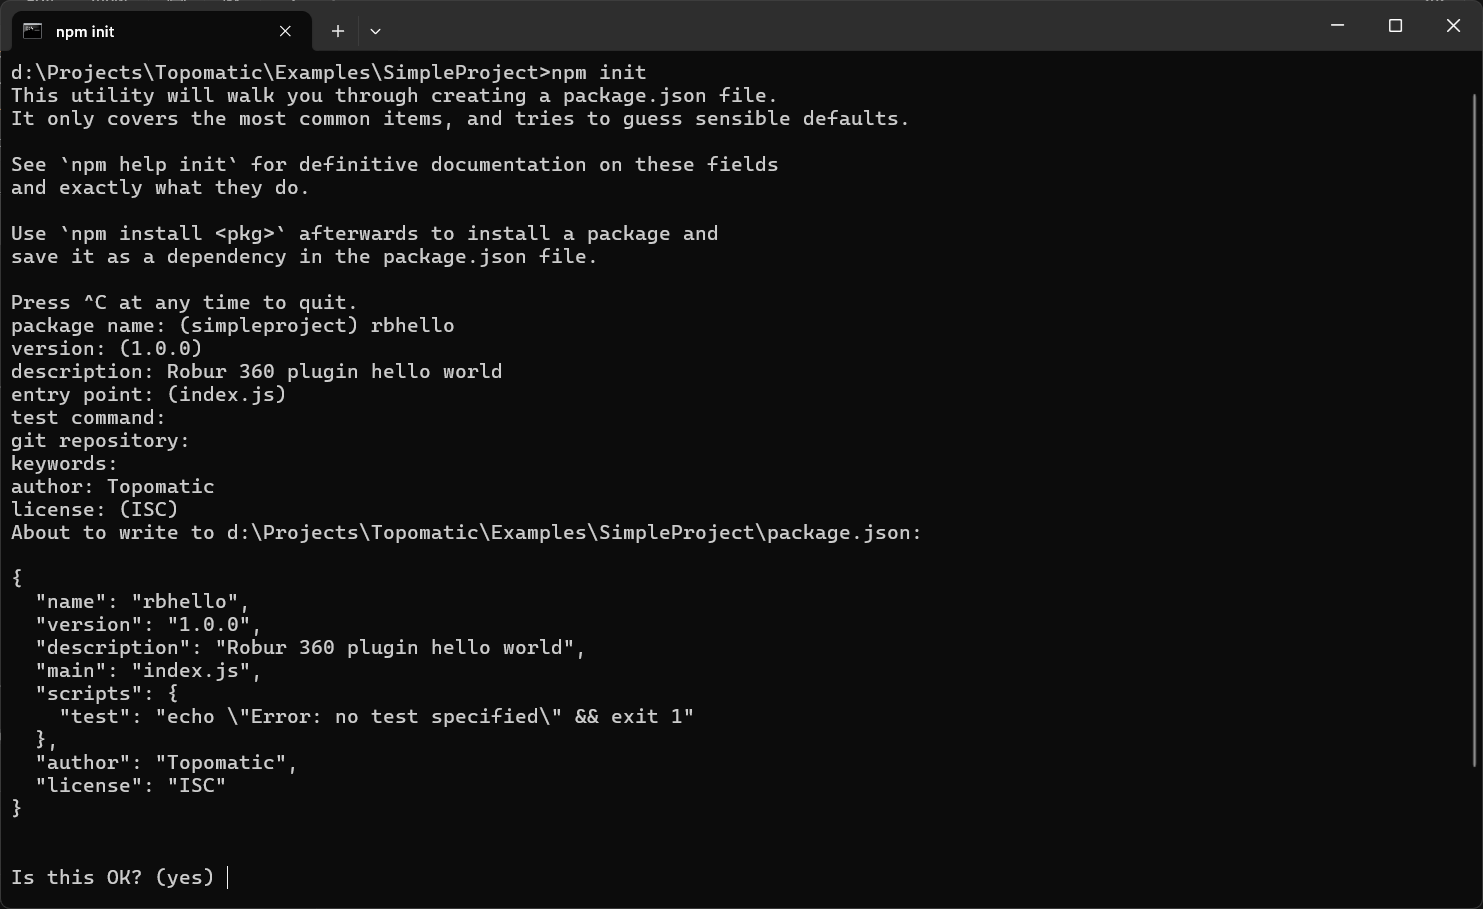 npm init
d:\Projects\Topomatic\Examples\SimpleProject>npm init
This utility will walk you through creating a package.json file.
It only covers the most common items, and tries to guess sensible defaults.
See `npm help init` for definitive documentation on these fields
and exactly what they do.
Use `npm install <pkg>` afterwards to install a package and
save it as a dependency in the package.json file.
Press ^C at any time to quit.
package name: (simpleproject) rbhello
version: (1.0.0)
description: Robur 360 plugin hello world
entry point: (index.js)
test command:
git repository:
keywords:
author: Topomatic
license: (ISC)
About to write to d:\Projects\Topomatic\Examples\SimpleProject\package.json:
{
  "name": "rbhello",
  "version": "1.0.0",
  "description": "Robur 360 plugin hello world",
  "main": "index.js",
  "scripts": {
    "test": "echo \"Error: no test specified\" && exit 1"
  },
  "author": "Topomatic",
  "license": "ISC"
}
Is this OK? (yes)